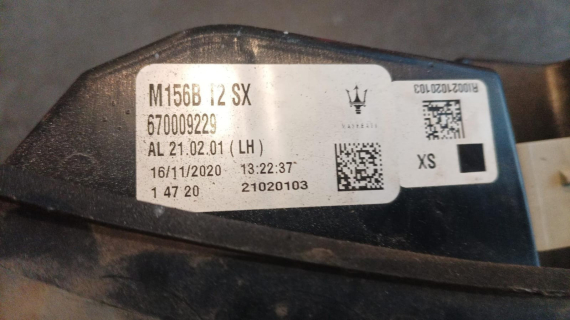 M156B T2 SX
670009229
AL 21.02.01 ( LH )
16/11/2020 13:22:37
1 47 20 21020103
MASERATI
RI0021020103
SX